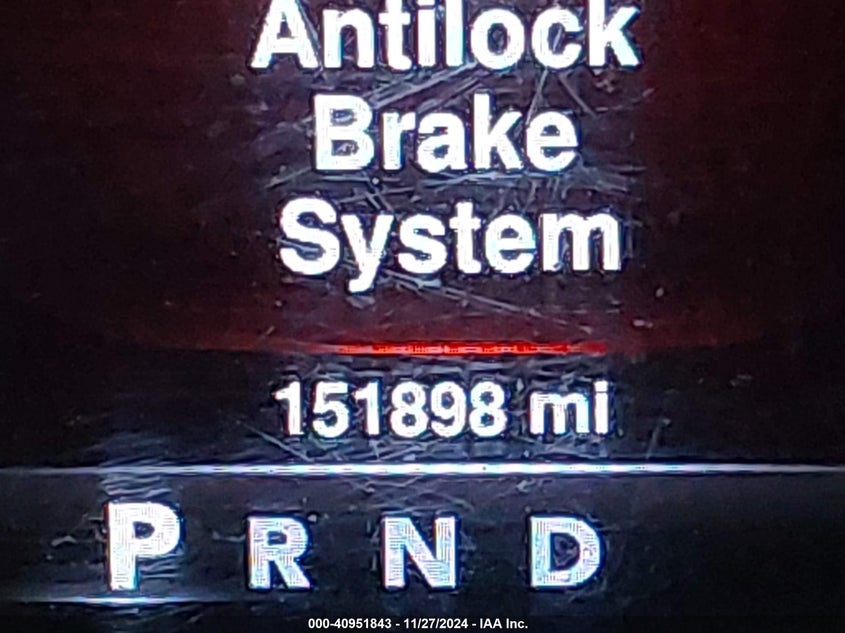 Antilock
Brake
System
151898 mi
P R N D
000-40951843 - 11/27/2024 - IAA Inc.